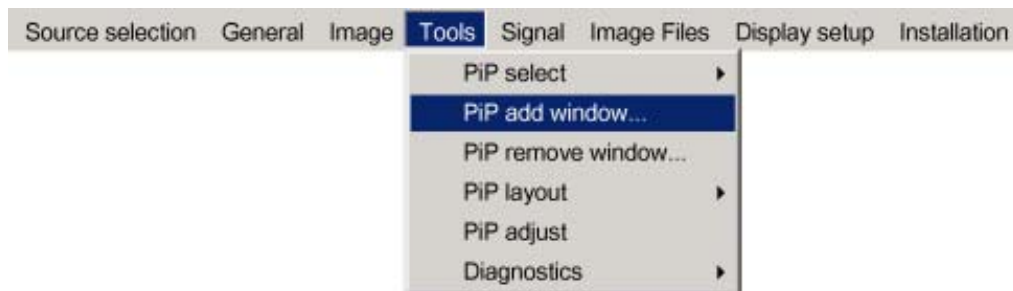 Source selection General Image Tools Signal Image Files Display setup Installation
PiP select
PiP add window...
PiP remove window...
PiP layout
PiP adjust
Diagnostics